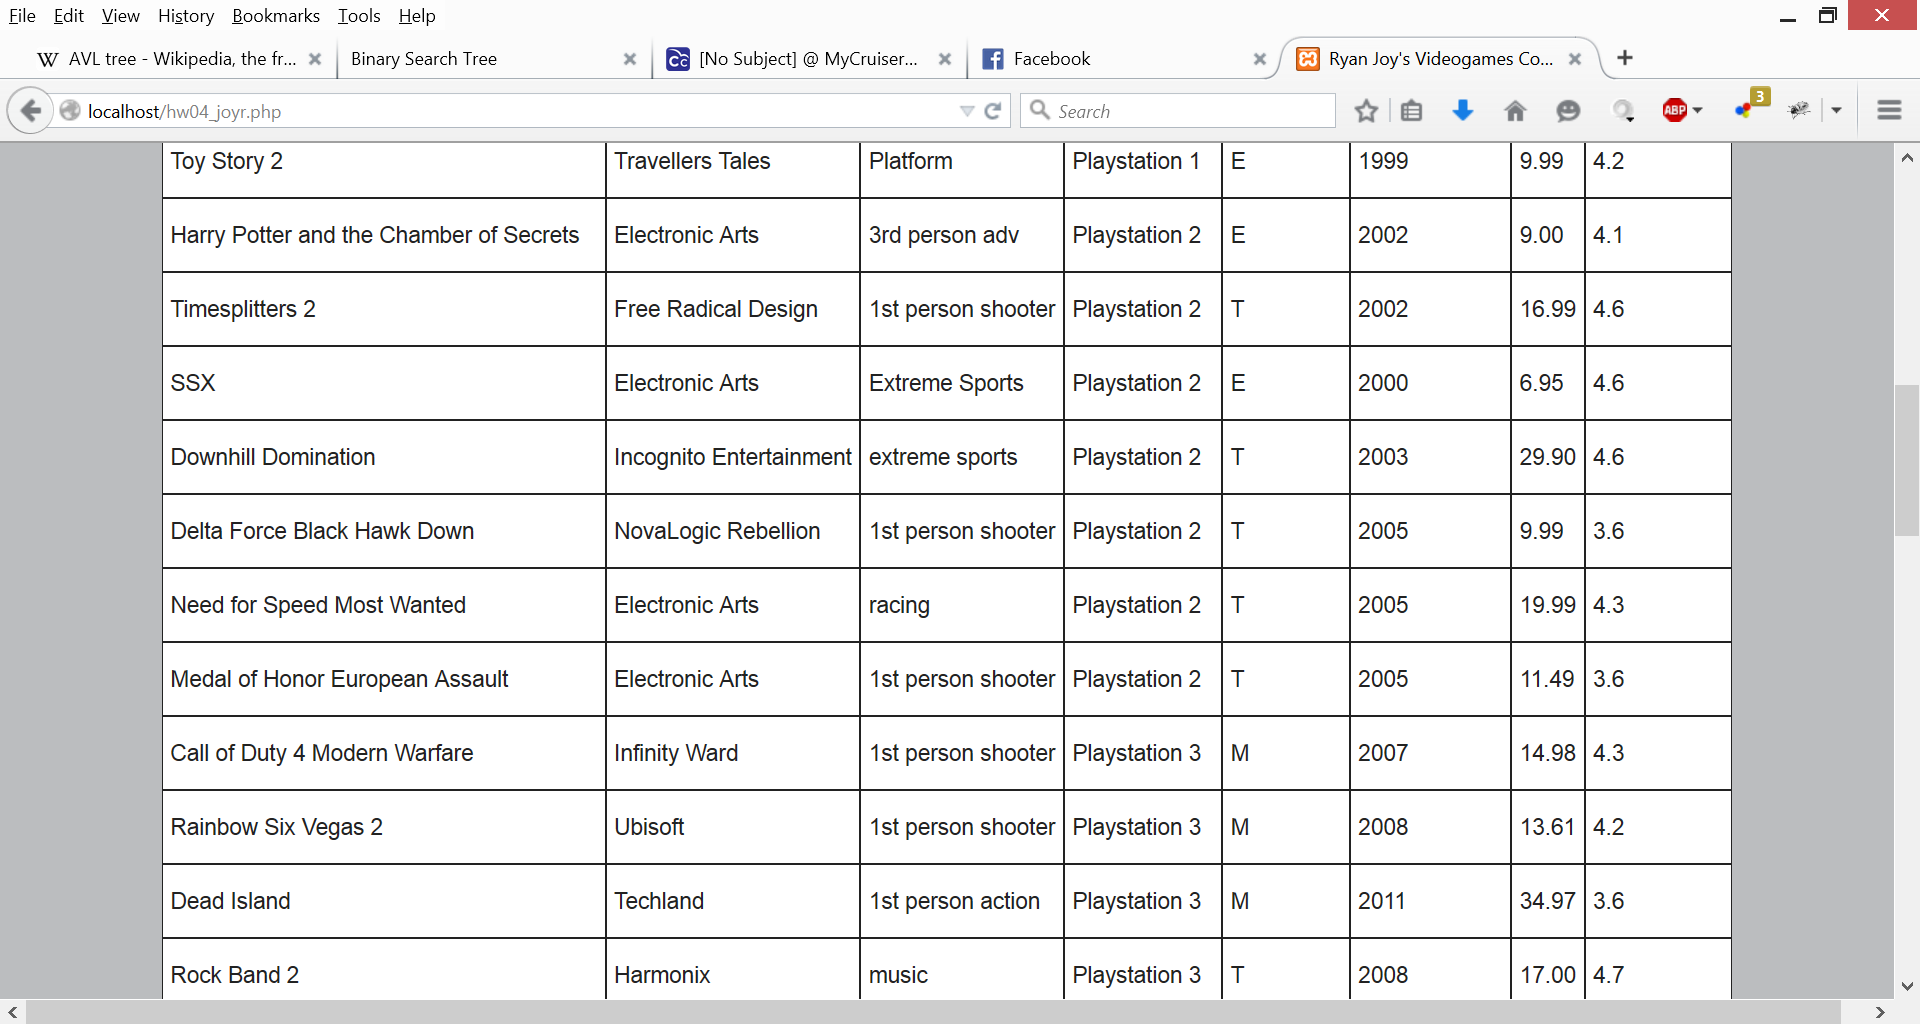 File Edit View History Bookmarks Tools Help
W AVL tree - Wikipedia, the fr... Binary Search Tree Cc [No Subject] @ MyCruiser... f Facebook Ryan Joy's Videogames Co...
localhost/hw04_joyr.php Search ABP 3
Toy Story 2 Travellers Tales Platform Playstation 1 E 1999 9.99 4.2
Harry Potter and the Chamber of Secrets Electronic Arts 3rd person adv Playstation 2 E 2002 9.00 4.1
Timesplitters 2 Free Radical Design 1st person shooter Playstation 2 T 2002 16.99 4.6
SSX Electronic Arts Extreme Sports Playstation 2 E 2000 6.95 4.6
Downhill Domination Incognito Entertainment extreme sports Playstation 2 T 2003 29.90 4.6
Delta Force Black Hawk Down NovaLogic Rebellion 1st person shooter Playstation 2 T 2005 9.99 3.6
Need for Speed Most Wanted Electronic Arts racing Playstation 2 T 2005 19.99 4.3
Medal of Honor European Assault Electronic Arts 1st person shooter Playstation 2 T 2005 11.49 3.6
Call of Duty 4 Modern Warfare Infinity Ward 1st person shooter Playstation 3 M 2007 14.98 4.3
Rainbow Six Vegas 2 Ubisoft 1st person shooter Playstation 3 M 2008 13.61 4.2
Dead Island Techland 1st person action Playstation 3 M 2011 34.97 3.6
Rock Band 2 Harmonix music Playstation 3 T 2008 17.00 4.7